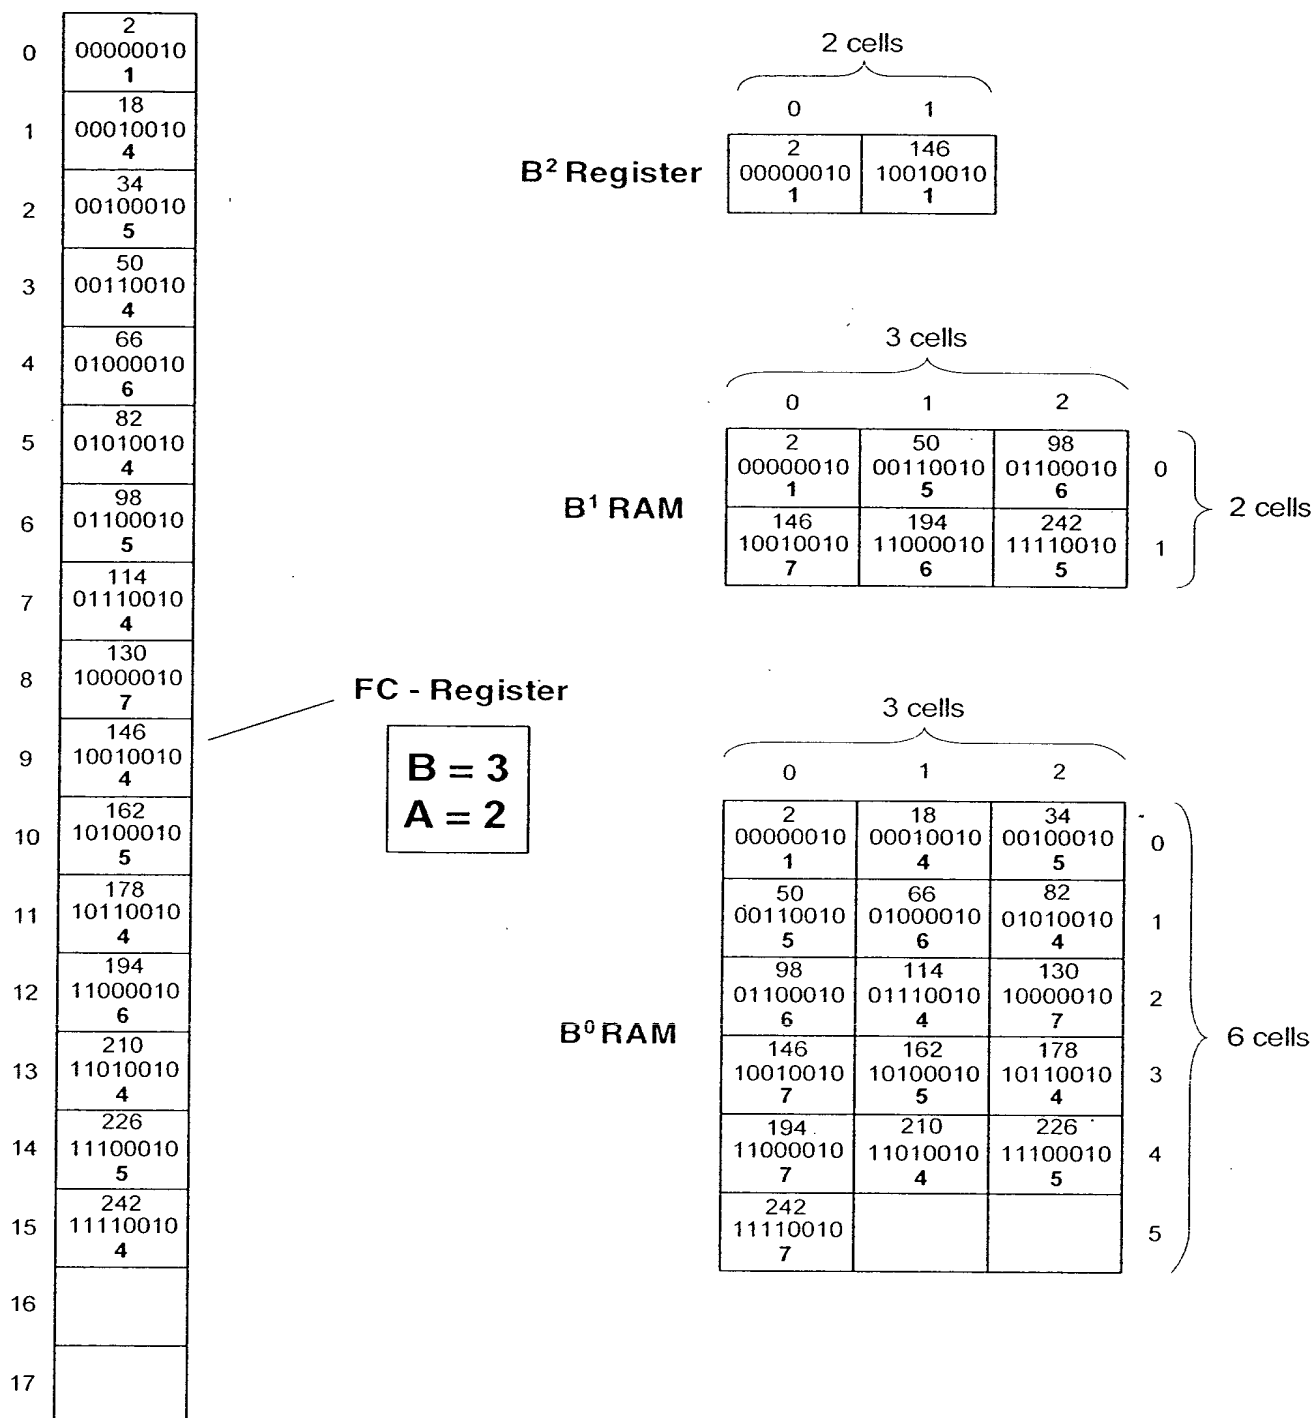 0
2
00000010
1
1
18
00010010
4
2
34
00100010
5
3
50
00110010
4
4
66
01000010
6
5
82
01010010
4
6
98
01100010
5
7
114
01110010
4
8
130
10000010
7
9
146
10010010
4
10
162
10100010
5
11
178
10110010
4
12
194
11000010
6
13
210
11010010
4
14
226
11100010
5
15
242
11110010
4
16
17
FC - Register
B = 3
A = 2
2 cells
0 1
B² Register
2 146
00000010 10010010
1 1
3 cells
0 1 2
B¹ RAM
2 50 98
00000010 00110010 01100010 0
1 5 6
146 194 242
10010010 11000010 11110010 1
7 6 5
2 cells
3 cells
0 1 2
B⁰ RAM
2 18 34
00000010 00010010 00100010 0
1 4 5
50 66 82
00110010 01000010 01010010 1
5 6 4
98 114 130
01100010 01110010 10000010 2
6 4 7
146 162 178
10010010 10100010 10110010 3
7 5 4
194 210 226
11000010 11010010 11100010 4
7 4 5
242
11110010 5
7
6 cells